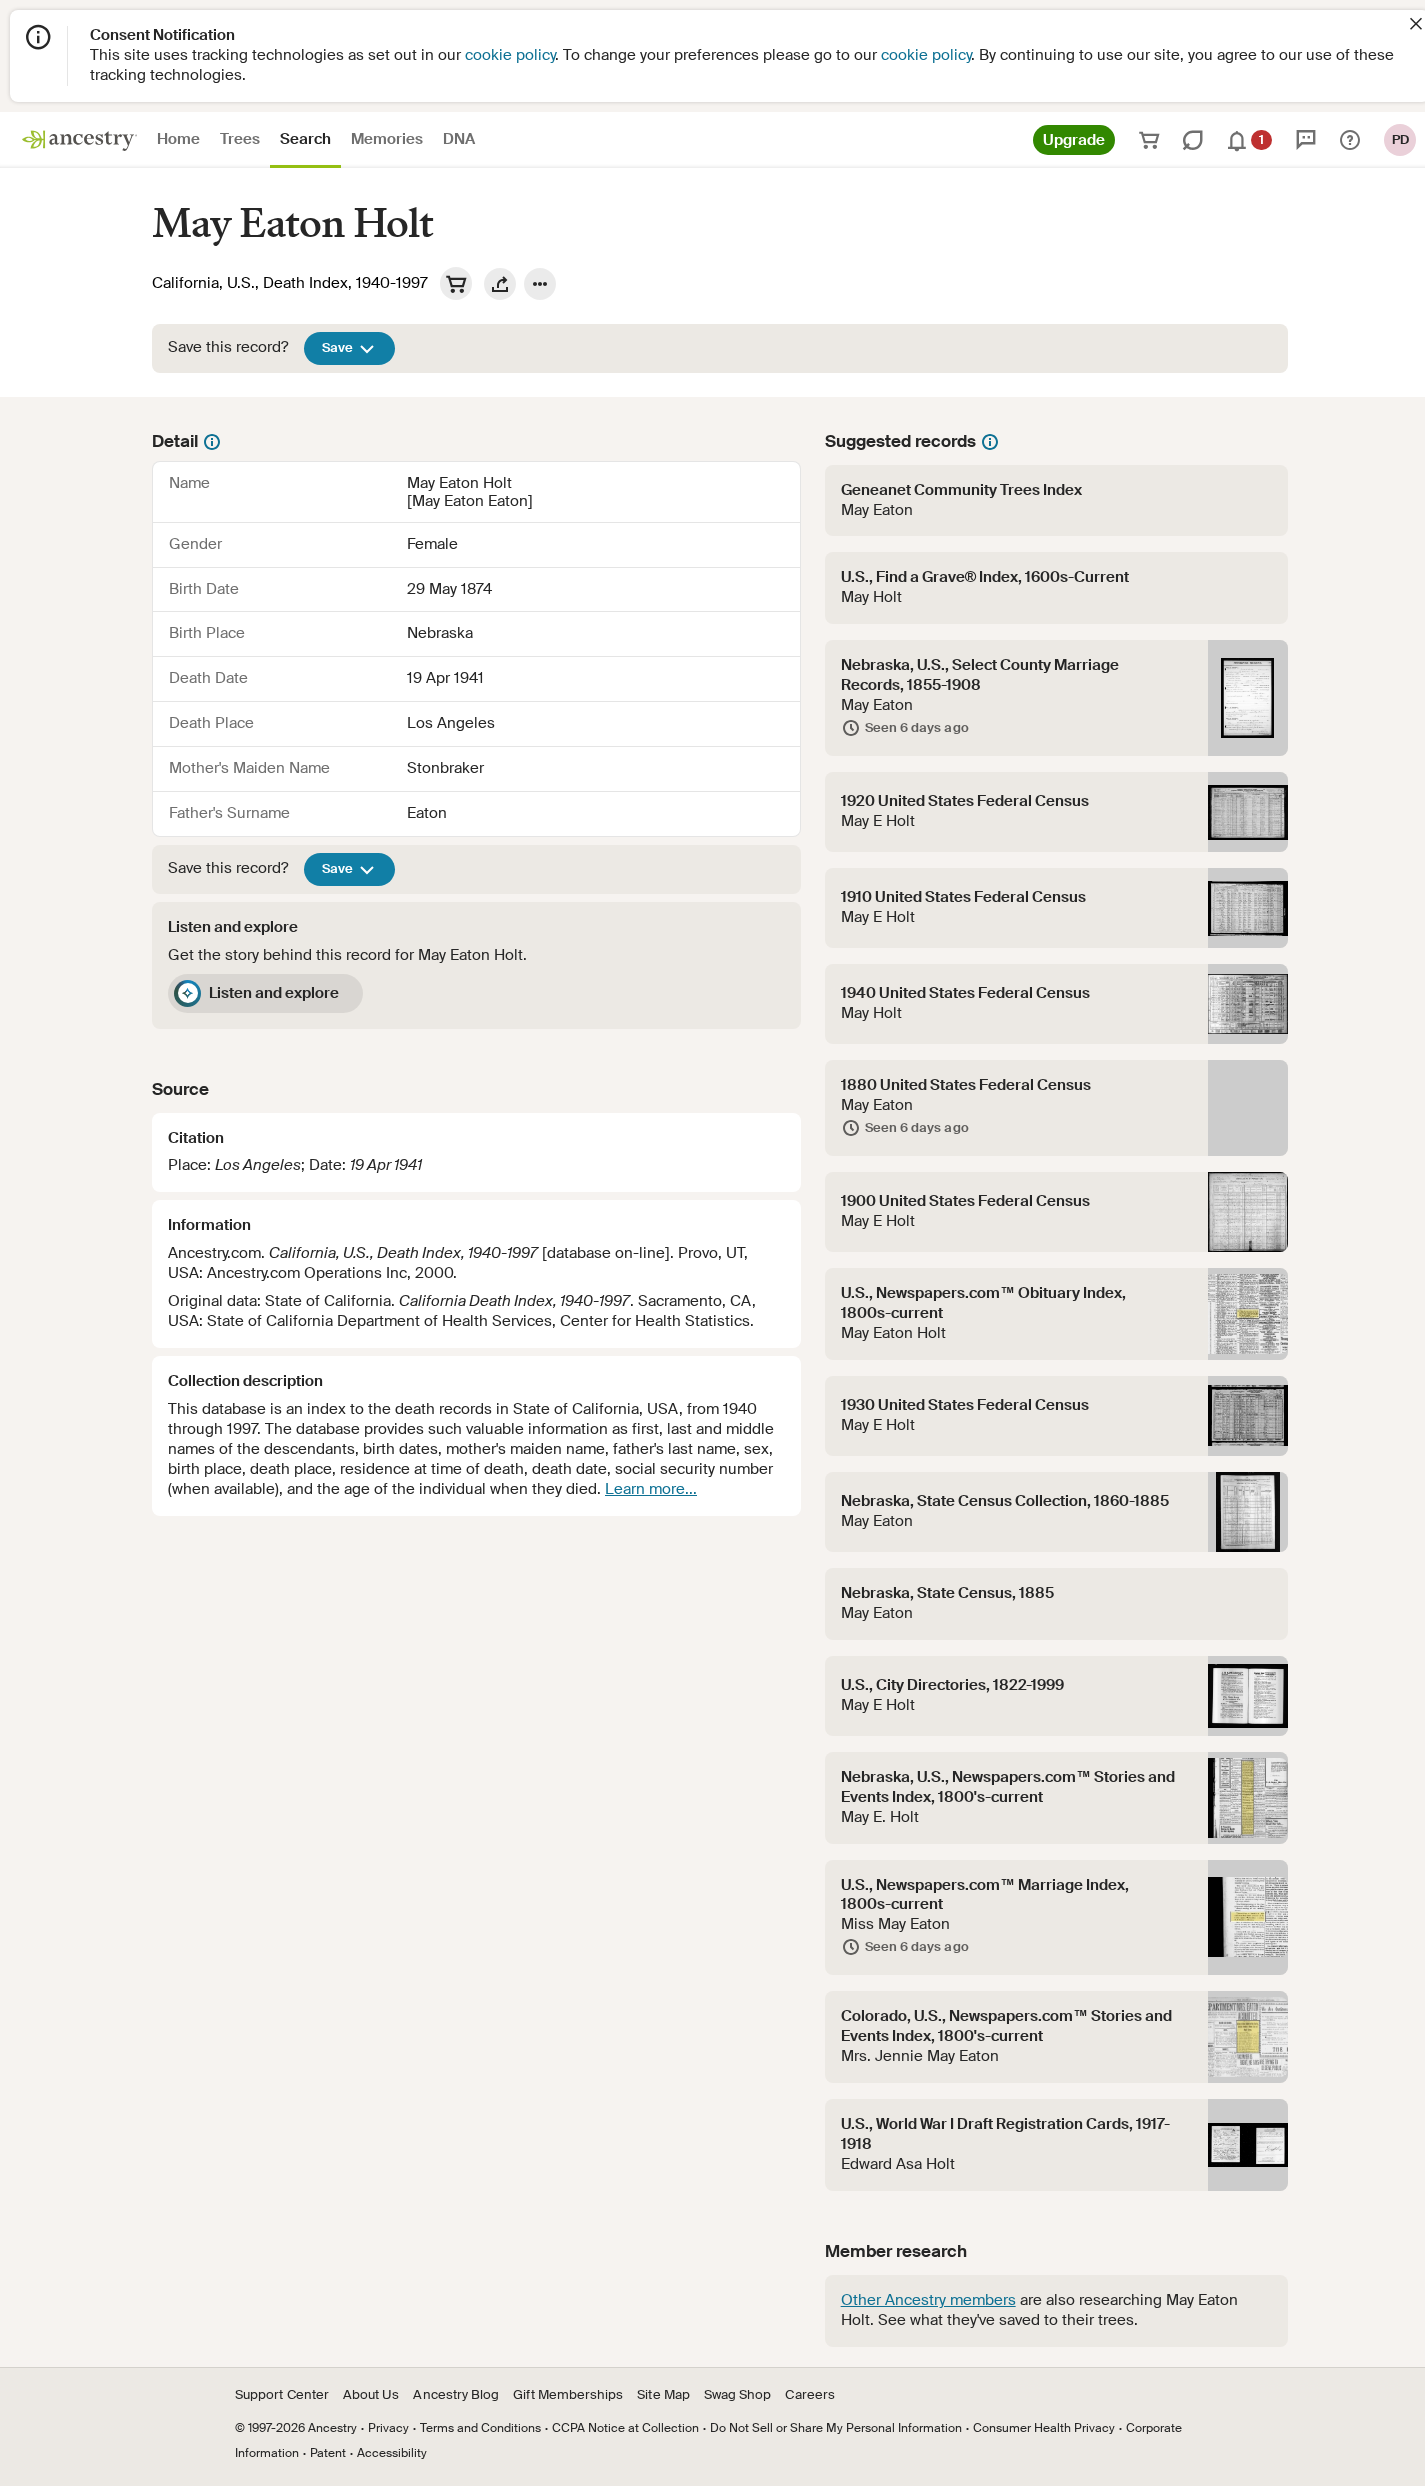 Consent Notification
This site uses tracking technologies as set out in our cookie policy. To change your preferences please go to our cookie policy. By continuing to use our site, you agree to our use of these
tracking technologies.
ancestry
Home Trees Search Memories DNA
Upgrade
1
PD
May Eaton Holt
California, U.S., Death Index, 1940-1997
Save this record? Save
Detail
Name May Eaton Holt
[May Eaton Eaton]
Gender Female
Birth Date 29 May 1874
Birth Place Nebraska
Death Date 19 Apr 1941
Death Place Los Angeles
Mother's Maiden Name Stonbraker
Father's Surname Eaton
Save this record? Save
Listen and explore
Get the story behind this record for May Eaton Holt.
Listen and explore
Source
Citation
Place: Los Angeles; Date: 19 Apr 1941
Information
Ancestry.com. California, U.S., Death Index, 1940-1997 [database on-line]. Provo, UT,
USA: Ancestry.com Operations Inc, 2000.
Original data: State of California. California Death Index, 1940-1997. Sacramento, CA,
USA: State of California Department of Health Services, Center for Health Statistics.
Collection description
This database is an index to the death records in State of California, USA, from 1940
through 1997. The database provides such valuable information as first, last and middle
names of the descendants, birth dates, mother's maiden name, father's last name, sex,
birth place, death place, residence at time of death, death date, social security number
(when available), and the age of the individual when they died. Learn more...
Suggested records
Geneanet Community Trees Index
May Eaton
U.S., Find a Grave® Index, 1600s-Current
May Holt
Nebraska, U.S., Select County Marriage
Records, 1855-1908
May Eaton
Seen 6 days ago
1920 United States Federal Census
May E Holt
1910 United States Federal Census
May E Holt
1940 United States Federal Census
May Holt
1880 United States Federal Census
May Eaton
Seen 6 days ago
1900 United States Federal Census
May E Holt
U.S., Newspapers.com™ Obituary Index,
1800s-current
May Eaton Holt
1930 United States Federal Census
May E Holt
Nebraska, State Census Collection, 1860-1885
May Eaton
Nebraska, State Census, 1885
May Eaton
U.S., City Directories, 1822-1999
May E Holt
Nebraska, U.S., Newspapers.com™ Stories and
Events Index, 1800's-current
May E. Holt
U.S., Newspapers.com™ Marriage Index,
1800s-current
Miss May Eaton
Seen 6 days ago
Colorado, U.S., Newspapers.com™ Stories and
Events Index, 1800's-current
Mrs. Jennie May Eaton
U.S., World War I Draft Registration Cards, 1917-
1918
Edward Asa Holt
Member research
Other Ancestry members are also researching May Eaton
Holt. See what they've saved to their trees.
Support Center About Us Ancestry Blog Gift Memberships Site Map Swag Shop Careers
© 1997-2026 Ancestry • Privacy • Terms and Conditions • CCPA Notice at Collection • Do Not Sell or Share My Personal Information • Consumer Health Privacy • Corporate
Information • Patent • Accessibility